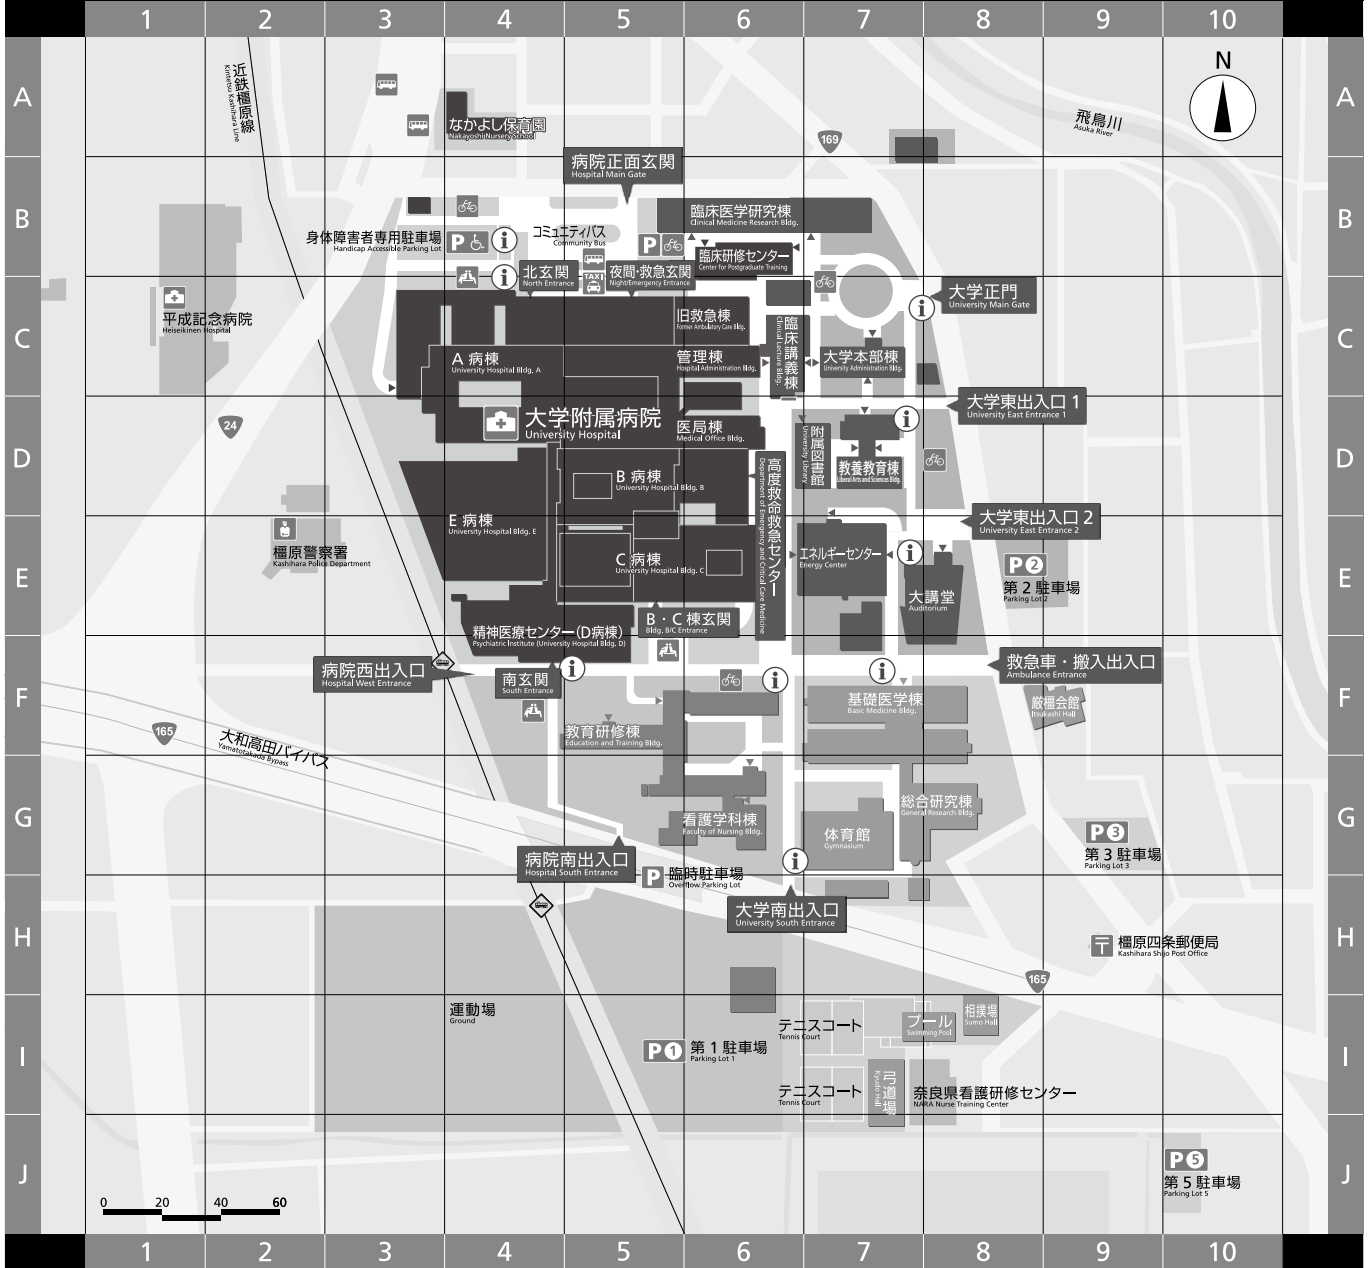 1 2 3 4 5 6 7 8 9 10
A
A
近鉄橿原線
Kintetsu Kashihara Line
なかよし保育園
Nakayoshi Nursery School
169
飛鳥川
Asuka River
N
病院正面玄関
Hospital Main Gate
B
B
臨床医学研究棟
Clinical Medicine Research Bldg.
身体障害者専用駐車場
Handicap Accessible Parking Lot
P
i
コミュニティバス
Community Bus
P
臨床研修センター
Center for Postgraduate Training
i
北玄関
North Entrance
TAXI
夜間・救急玄関
Night/Emergency Entrance
大学正門
University Main Gate
i
C
C
平成記念病院
Heiseikinen Hospital
旧救急棟
Former Ambulatory Care Bldg.
臨床講義棟
Clinical Lecture Bldg.
A 病棟
University Hospital Bldg. A
管理棟
Hospital Administration Bldg.
大学本部棟
University Administration Bldg.
大学東出入口 1
University East Entrance 1
24
大学附属病院
University Hospital
医局棟
Medical Office Bldg.
i
附属図書館
University Library
D
D
教養教育棟
Liberal Arts and Sciences Bldg.
B 病棟
University Hospital Bldg. B
高度救命救急センター
Department of Emergency and Critical Care Medicine
E 病棟
University Hospital Bldg. E
大学東出入口 2
University East Entrance 2
橿原警察署
Kashihara Police Department
C 病棟
University Hospital Bldg. C
エネルギーセンター
Energy Center
i
P 2
第 2 駐車場
Parking Lot 2
E
E
大講堂
Auditorium
B・C 棟玄関
Bldg. B/C Entrance
精神医療センター(D病棟)
Psychiatric Institute (University Hospital Bldg. D)
病院西出入口
Hospital West Entrance
i
i
i
救急車・搬入出入口
Ambulance Entrance
南玄関
South Entrance
F
F
基礎医学棟
Basic Medicine Bldg.
厳橿会館
Itsukashi Hall
165
大和高田バイパス
Yamatotakada Bypass
教育研修棟
Education and Training Bldg.
総合研究棟
General Research Bldg.
G
G
看護学科棟
Faculty of Nursing Bldg.
体育館
Gymnasium
P 3
第 3 駐車場
Parking Lot 3
病院南出入口
Hospital South Entrance
i
P
臨時駐車場
Overflow Parking Lot
大学南出入口
University South Entrance
H
H
橿原四条郵便局
Kashihara Shijo Post Office
165
運動場
Ground
テニスコート
Tennis Court
プール
Swimming Pool
相撲場
Sumo Hall
I
I
P 1
第 1 駐車場
Parking Lot 1
テニスコート
Tennis Court
弓道場
Kyudo Hall
奈良県看護研修センター
NARA Nurse Training Center
J
J
P 5
第 5 駐車場
Parking Lot 5
0 20 40 60
1 2 3 4 5 6 7 8 9 10